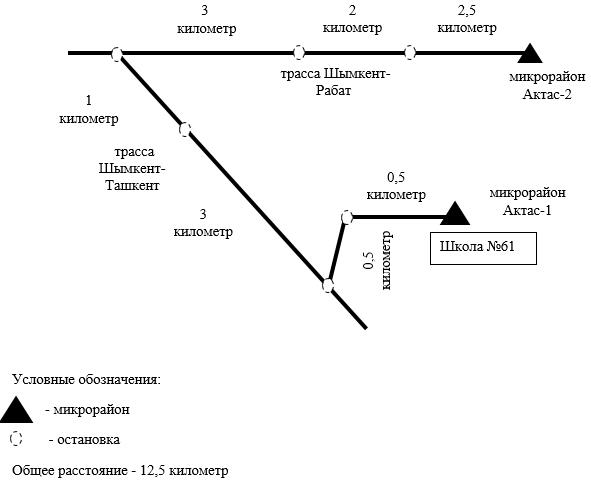 3
километр
2
километр
2,5
километр
трасса Шымкент-
Рабат
микрорайон
Актас-2
1
километр
трасса
Шымкент-
Ташкент
3
километр
0,5
километр
микрорайон
Актас-1
Школа №61
0,5
километр
Условные обозначения:
- микрорайон
- остановка
Общее расстояние - 12,5 километр